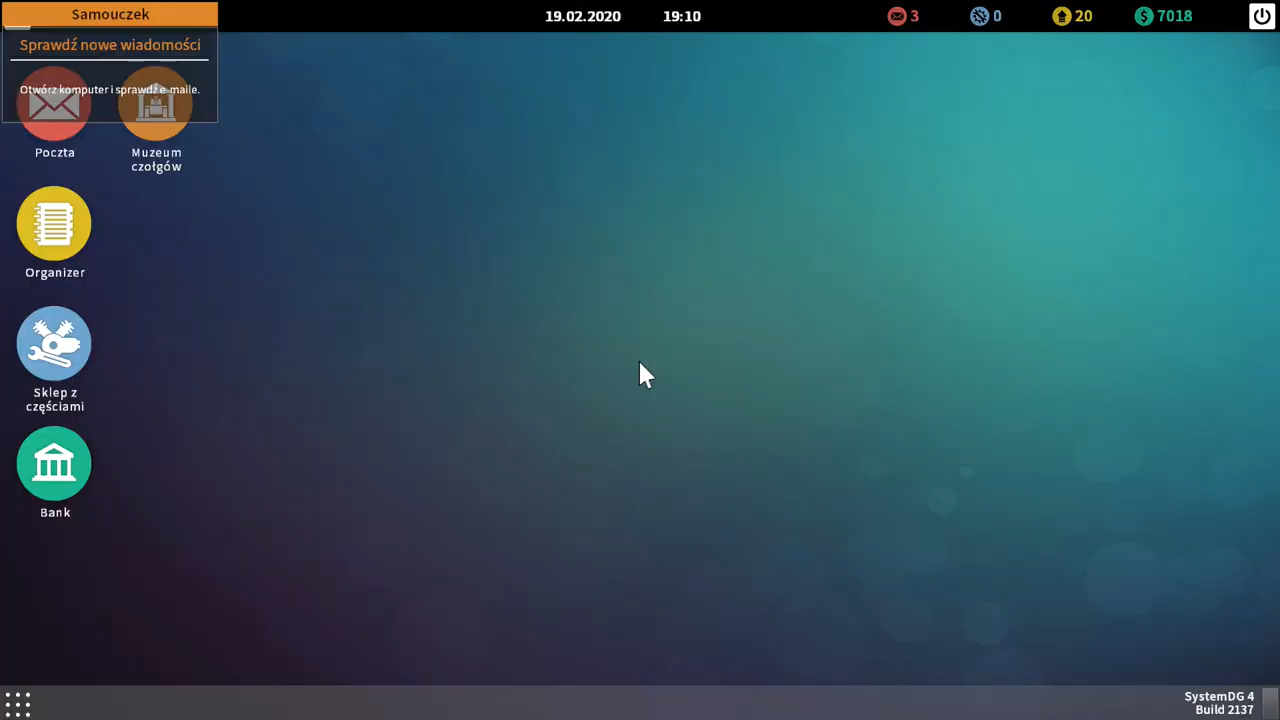 Samouczek
19.02.2020 19:10 3 0 20 7018
Sprawdź nowe wiadomości
Otwórz komputer i sprawdź e-maile.
Poczta
Muzeum
czołgów
Organizer
Sklep z
częściami
Bank
SystemDG 4
Build 2137